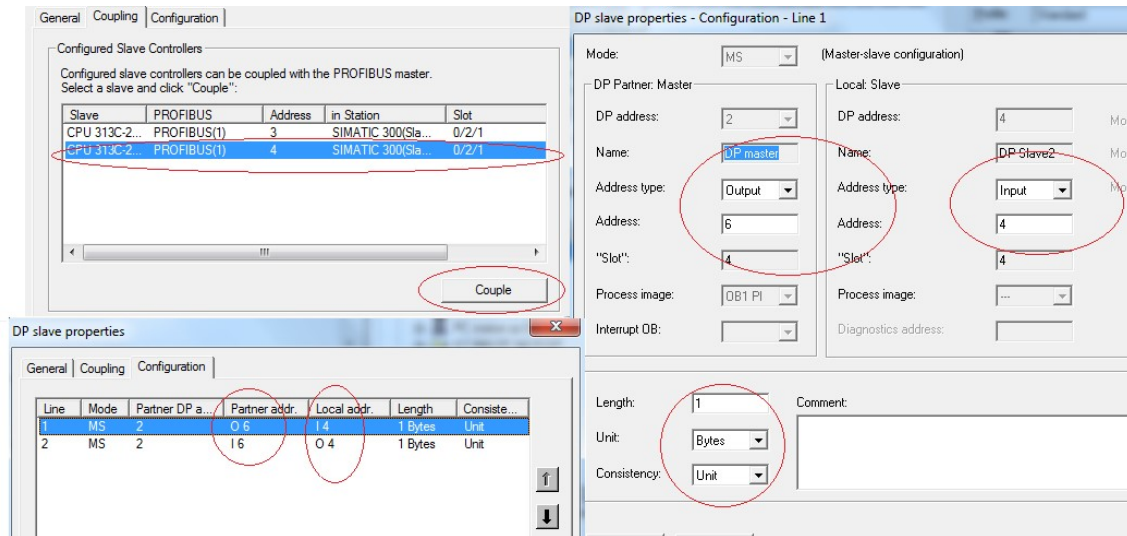 General Coupling Configuration
Configured Slave Controllers
Configured slave controllers can be coupled with the PROFIBUS master.
Select a slave and click "Couple":
Slave PROFIBUS Address in Station Slot
CPU 313C-2... PROFIBUS(1) 3 SIMATIC 300(Sla... 0/2/1
CPU 313C-2... PROFIBUS(1) 4 SIMATIC 300(Sla... 0/2/1
Couple
DP slave properties
General Coupling Configuration
Line Mode Partner DP a... Partner addr. Local addr. Length Consiste...
1 MS 2 O 6 I 4 1 Bytes Unit
2 MS 2 I 6 O 4 1 Bytes Unit
DP slave properties - Configuration - Line 1
Mode: MS (Master-slave configuration)
DP Partner: Master Local: Slave
DP address: 2 DP address: 4 Mo
Name: DP master Name: DP Slave2 Mo
Address type: Output Address type: Input Mo
Address: 6 Address: 4
"Slot": 4 "Slot": 4
Process image: OB1 PI Process image: ---
Interrupt OB: Diagnostics address:
Length: 1 Comment:
Unit: Bytes
Consistency: Unit